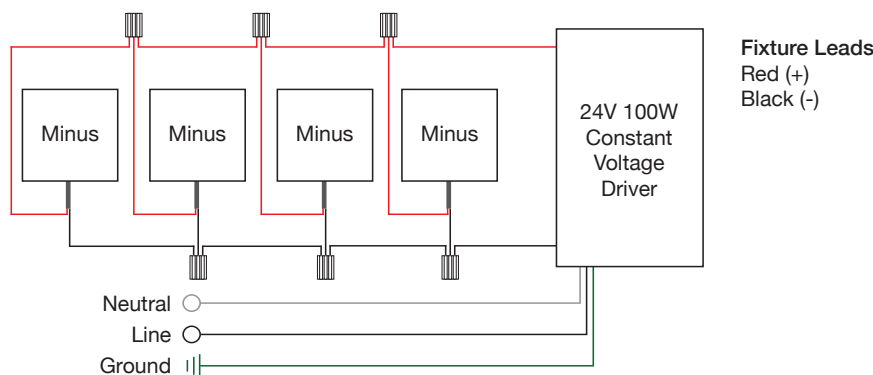 Minus
Minus
Minus
Minus
24V 100W
Constant
Voltage
Driver
Fixture Leads
Red (+)
Black (-)
Neutral
Line
Ground